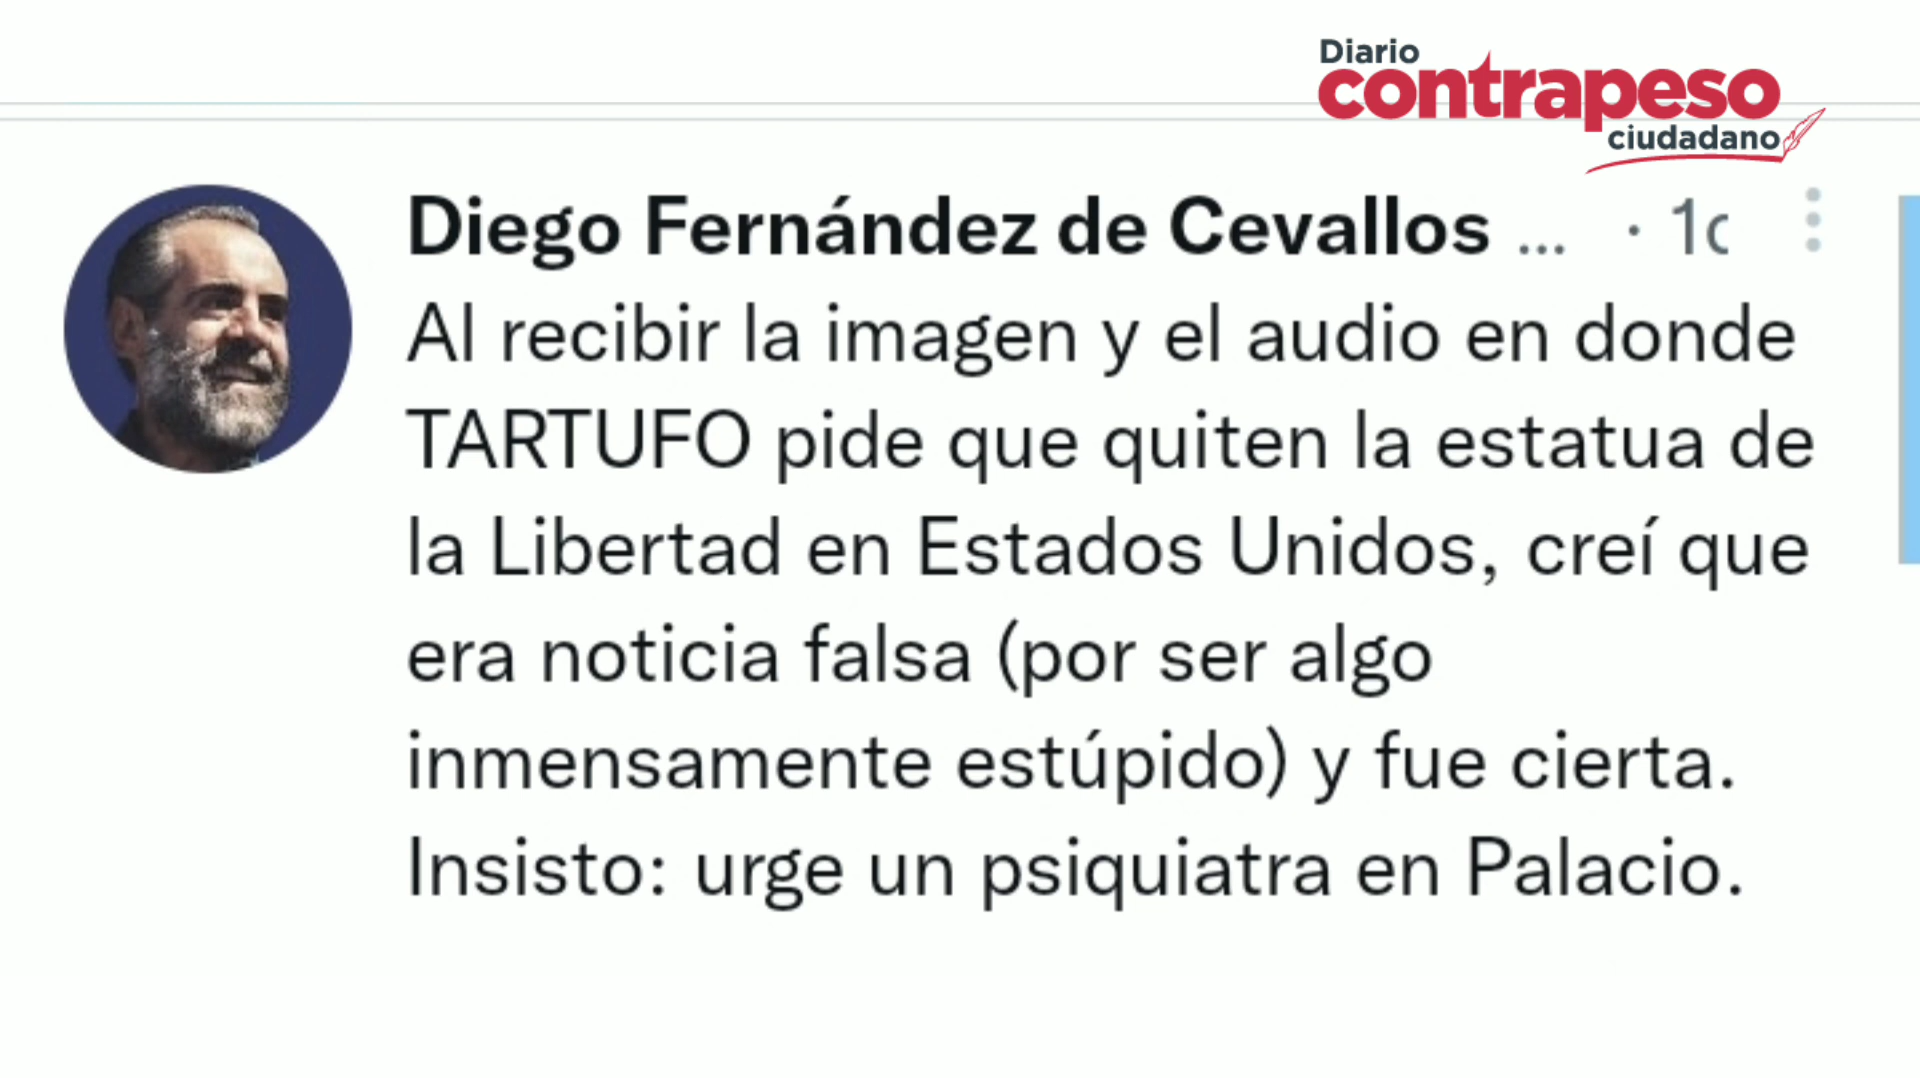 Diario
contrapeso
ciudadano
Diego Fernández de Cevallos ... · 1d
Al recibir la imagen y el audio en donde
TARTUFO pide que quiten la estatua de
la Libertad en Estados Unidos, creí que
era noticia falsa (por ser algo
inmensamente estúpido) y fue cierta.
Insisto: urge un psiquiatra en Palacio.